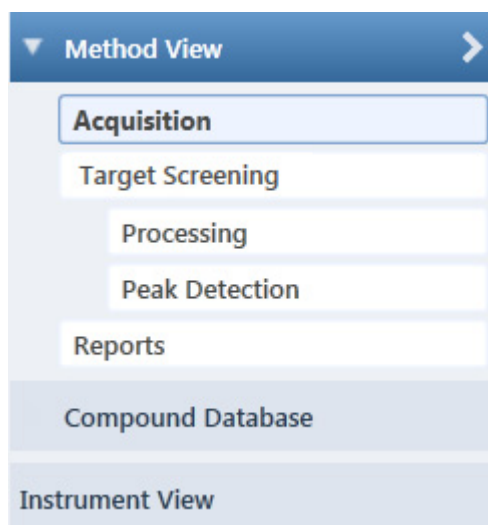 Method View
Acquisition
Target Screening
Processing
Peak Detection
Reports
Compound Database
Instrument View